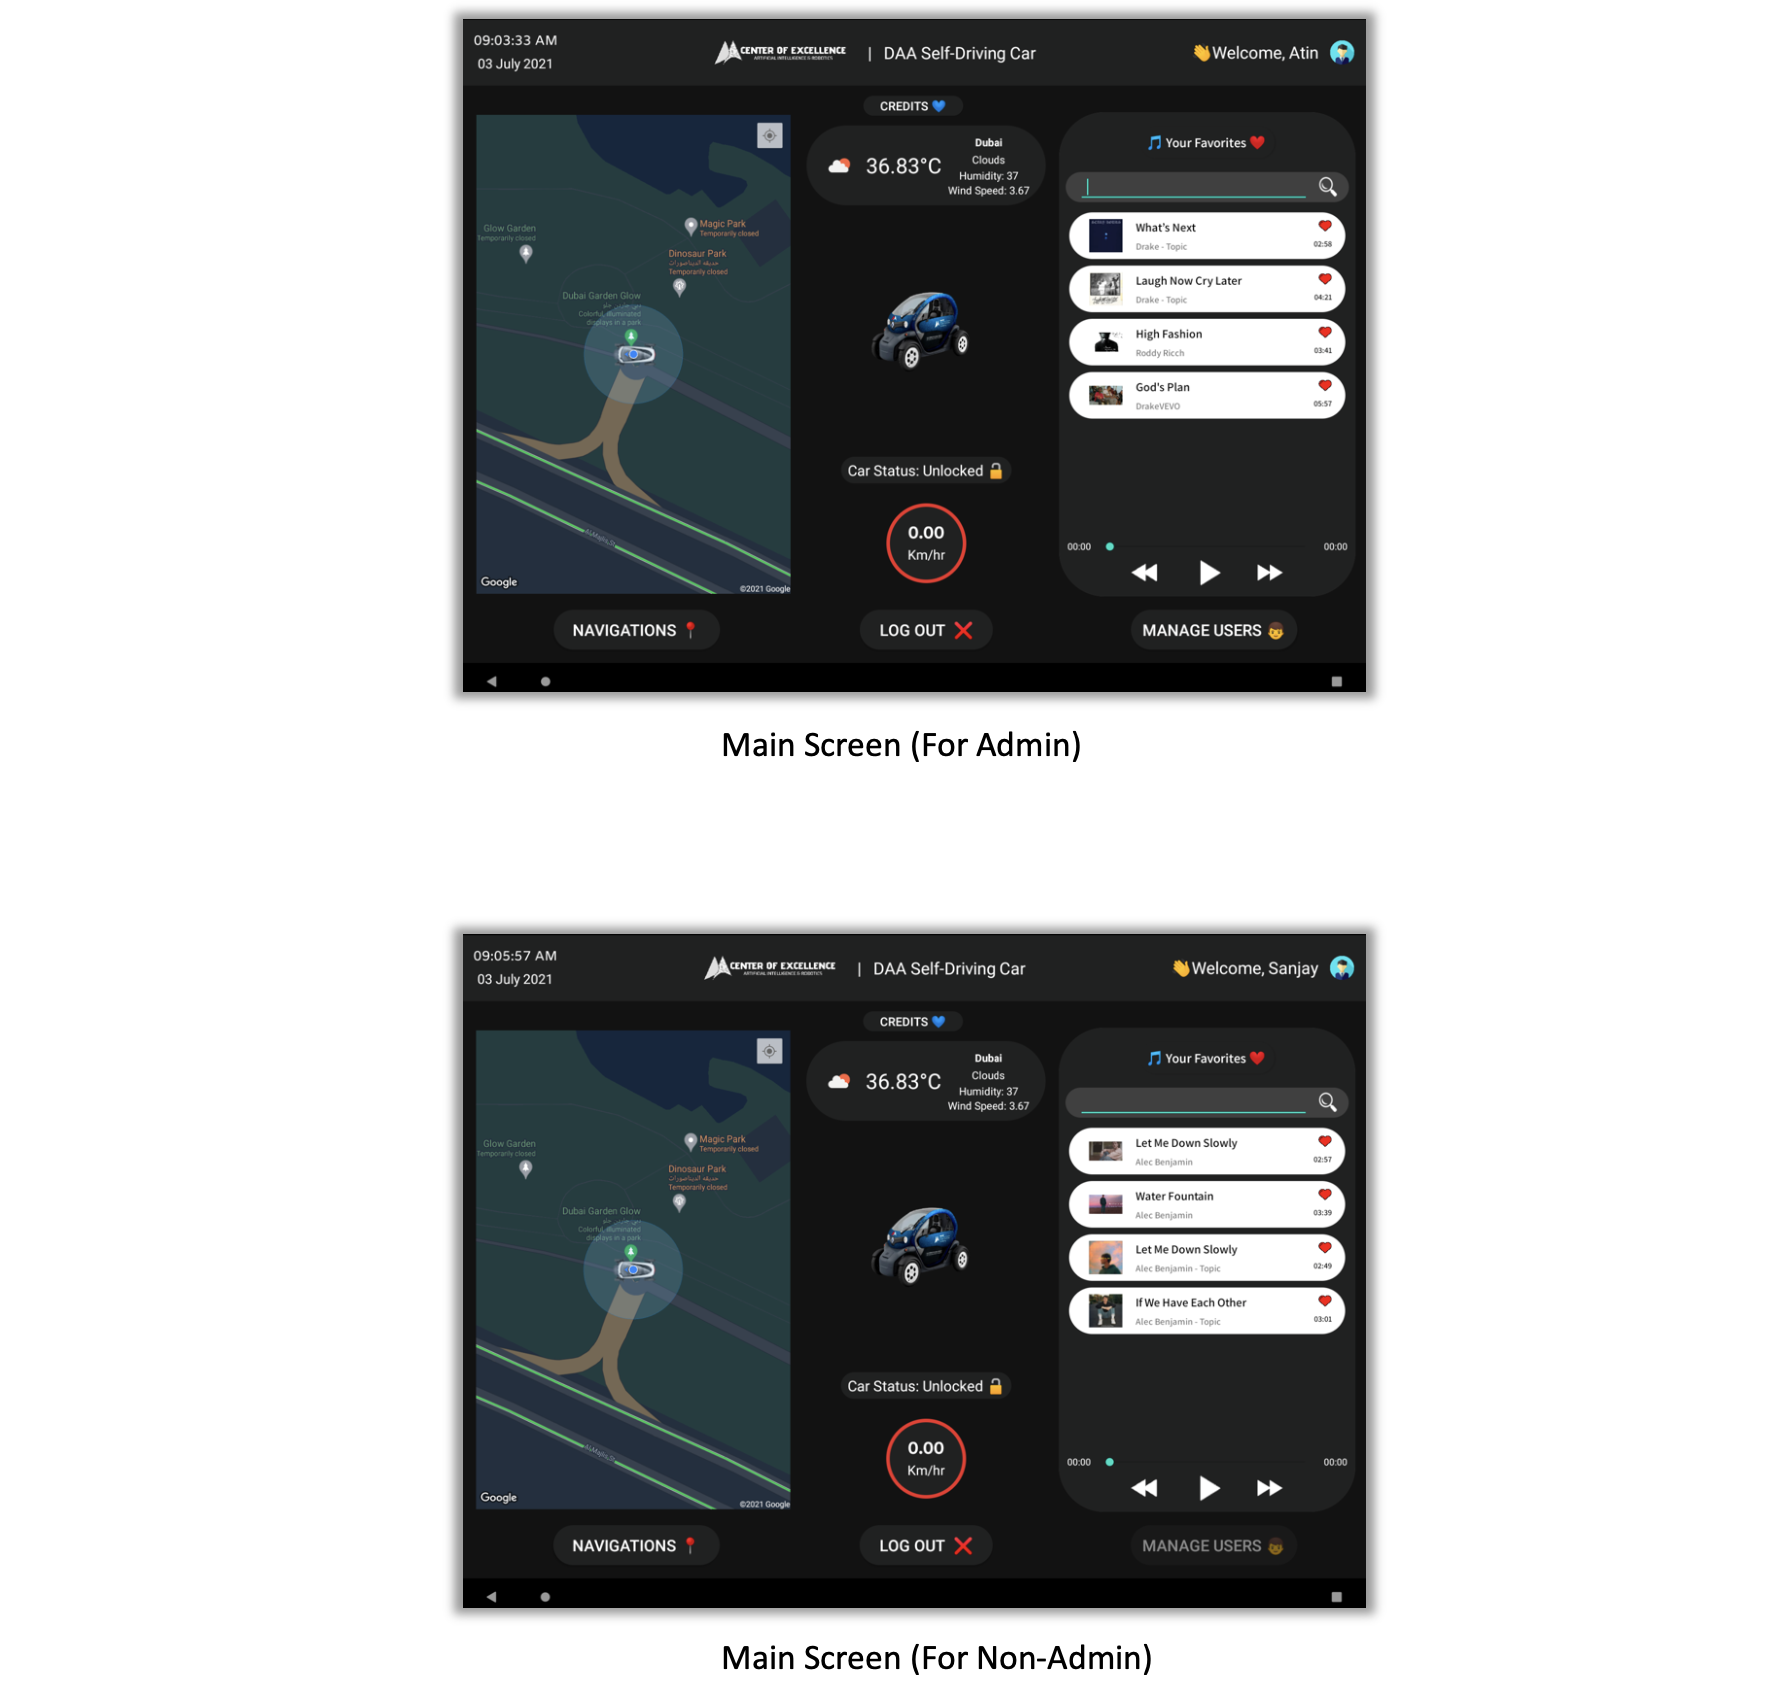 09:03:33 AM
03 July 2021
CENTER OF EXCELLENCE
ARTIFICIAL INTELLIGENCE & ROBOTICS
| DAA Self-Driving Car
👋Welcome, Atin
CREDITS 💙
Glow Garden
Temporarily closed
Magic Park
Temporarily closed
Dinosaur Park
حديقة الديناصورات
Temporarily closed
Dubai Garden Glow
Colorful, illuminated
displays in a park
Google
©2021 Google
36.83°C
Dubai
Clouds
Humidity: 37
Wind Speed: 3.67
Car Status: Unlocked 🔓
0.00
Km/hr
🎵 Your Favorites ❤️
What's Next
Drake - Topic
02:58
Laugh Now Cry Later
Drake - Topic
04:21
High Fashion
Roddy Ricch
03:41
God's Plan
DrakeVEVO
05:57
00:00
00:00
NAVIGATIONS 📍
LOG OUT ❌
MANAGE USERS 👦
Main Screen (For Admin)
09:05:57 AM
03 July 2021
CENTER OF EXCELLENCE
ARTIFICIAL INTELLIGENCE & ROBOTICS
| DAA Self-Driving Car
👋Welcome, Sanjay
CREDITS 💙
Glow Garden
Temporarily closed
Magic Park
Temporarily closed
Dinosaur Park
حديقة الديناصورات
Temporarily closed
Dubai Garden Glow
Colorful, illuminated
displays in a park
Google
©2021 Google
36.83°C
Dubai
Clouds
Humidity: 37
Wind Speed: 3.67
Car Status: Unlocked 🔓
0.00
Km/hr
🎵 Your Favorites ❤️
Let Me Down Slowly
Alec Benjamin
02:57
Water Fountain
Alec Benjamin
03:39
Let Me Down Slowly
Alec Benjamin - Topic
02:49
If We Have Each Other
Alec Benjamin - Topic
03:01
00:00
00:00
NAVIGATIONS 📍
LOG OUT ❌
MANAGE USERS 👦
Main Screen (For Non-Admin)